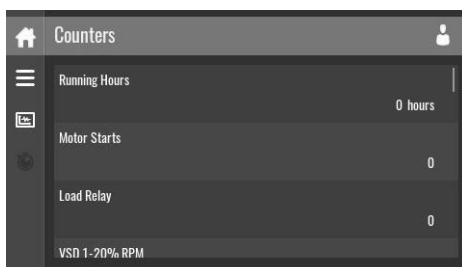 Counters
Running Hours
0 hours
Motor Starts
0
Load Relay
0
VSD 1-20% RPM